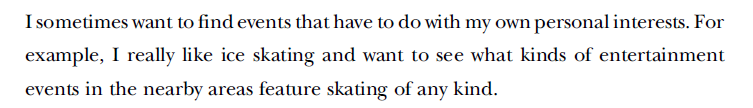 I sometimes want to find events that have to do with my own personal interests. For
example, I really like ice skating and want to see what kinds of entertainment
events in the nearby areas feature skating of any kind.